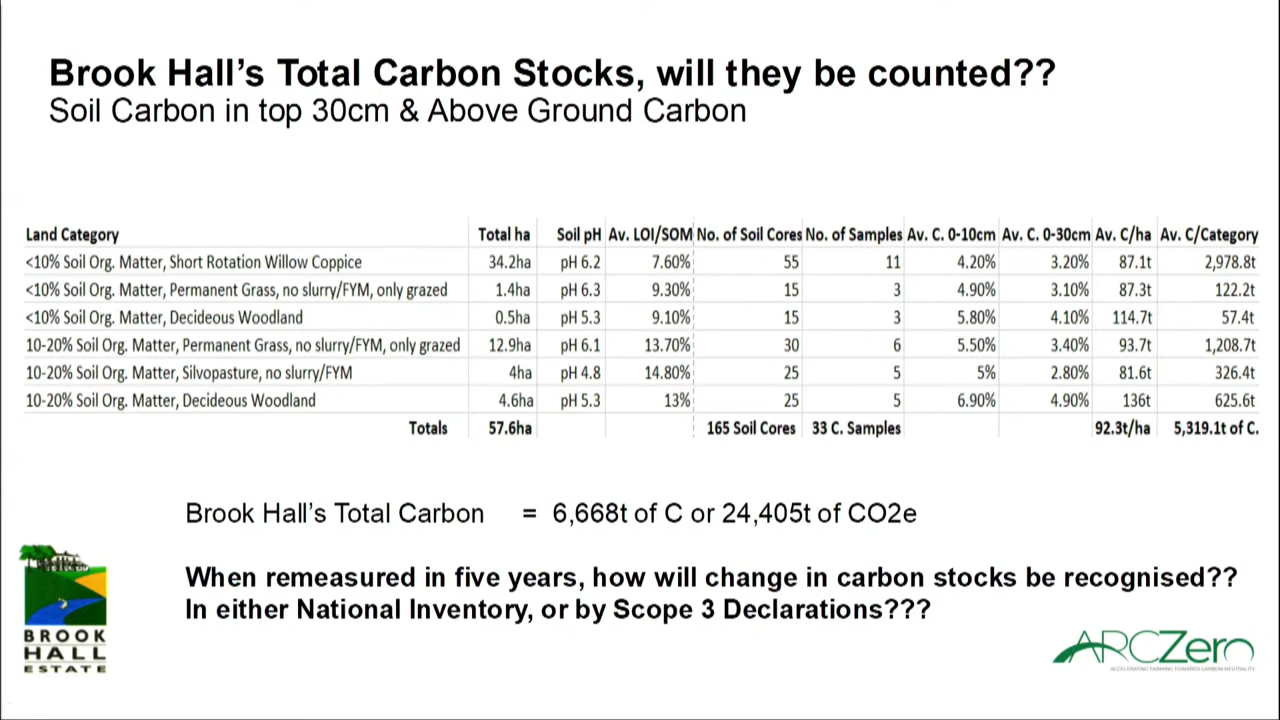 Brook Hall's Total Carbon Stocks, will they be counted??
Soil Carbon in top 30cm & Above Ground Carbon
Land Category Total ha Soil pH Av. LOI/SOM No. of Soil Cores No. of Samples Av. C. 0-10cm Av. C. 0-30cm Av. C/ha Av. C/Category
<10% Soil Org. Matter, Short Rotation Willow Coppice 34.2ha pH 6.2 7.60% 55 11 4.20% 3.20% 87.1t 2,978.8t
<10% Soil Org. Matter, Permanent Grass, no slurry/FYM, only grazed 1.4ha pH 6.3 9.30% 15 3 4.90% 3.10% 87.3t 122.2t
<10% Soil Org. Matter, Decideous Woodland 0.5ha pH 5.3 9.10% 15 3 5.80% 4.10% 114.7t 57.4t
10-20% Soil Org. Matter, Permanent Grass, no slurry/FYM, only grazed 12.9ha pH 6.1 13.70% 30 6 5.50% 3.40% 93.7t 1,208.7t
10-20% Soil Org. Matter, Silvopasture, no slurry/FYM 4ha pH 4.8 14.80% 25 5 5% 2.80% 81.6t 326.4t
10-20% Soil Org. Matter, Decideous Woodland 4.6ha pH 5.3 13% 25 5 6.90% 4.90% 136t 625.6t
Totals 57.6ha 165 Soil Cores 33 C. Samples 92.3t/ha 5,319.1t of C.
Brook Hall's Total Carbon = 6,668t of C or 24,405t of CO2e
When remeasured in five years, how will change in carbon stocks be recognised??
In either National Inventory, or by Scope 3 Declarations???
BROOK
HALL
ESTATE
ARCZero
ACCELERATING FARMING TOWARDS CARBON NEUTRALITY